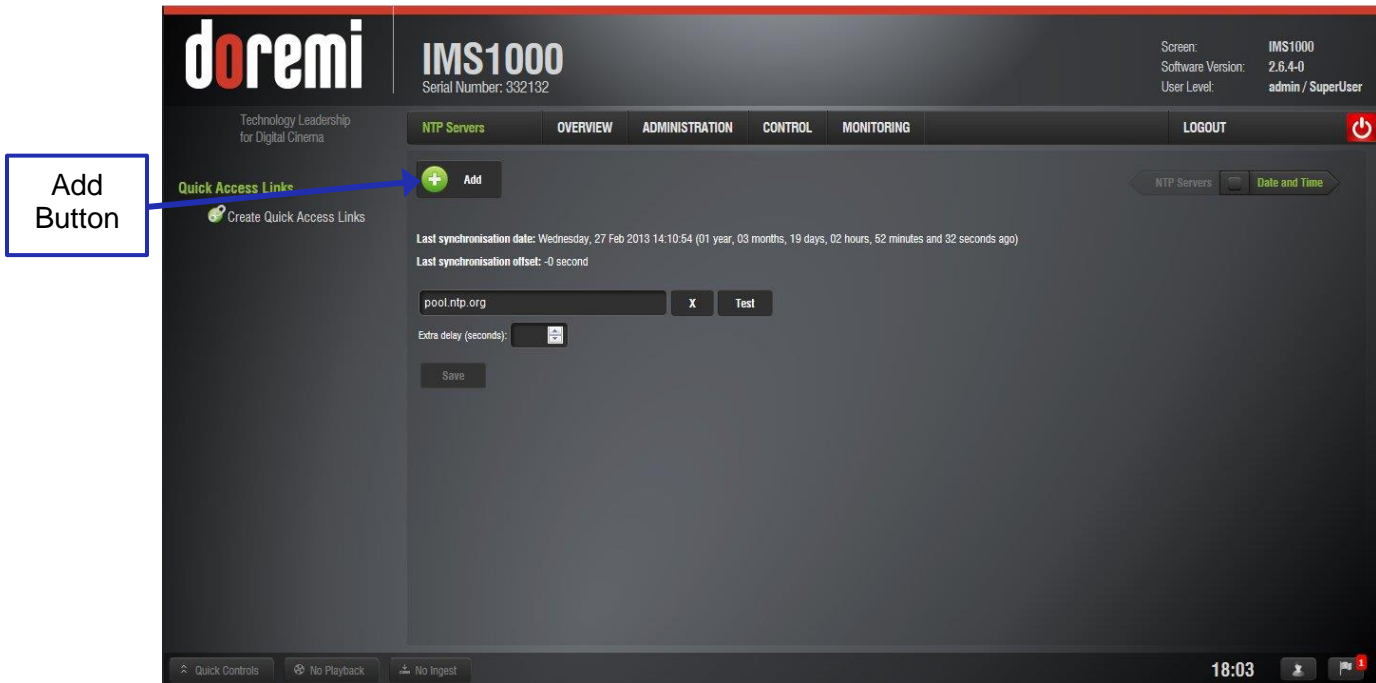 doremi
Technology Leadership
for Digital Cinema
IMS1000
Serial Number: 332132
Screen: IMS1000
Software Version: 2.6.4-0
User Level: admin / SuperUser
NTP Servers OVERVIEW ADMINISTRATION CONTROL MONITORING LOGOUT
Add
Button
Quick Access Links
Create Quick Access Links
Add
NTP Servers Date and Time
Last synchronisation date: Wednesday, 27 Feb 2013 14:10:54 (01 year, 03 months, 19 days, 02 hours, 52 minutes and 32 seconds ago)
Last synchronisation offset: -0 second
pool.ntp.org X Test
Extra delay (seconds):
Save
Quick Controls No Playback No Ingest 18:03 1